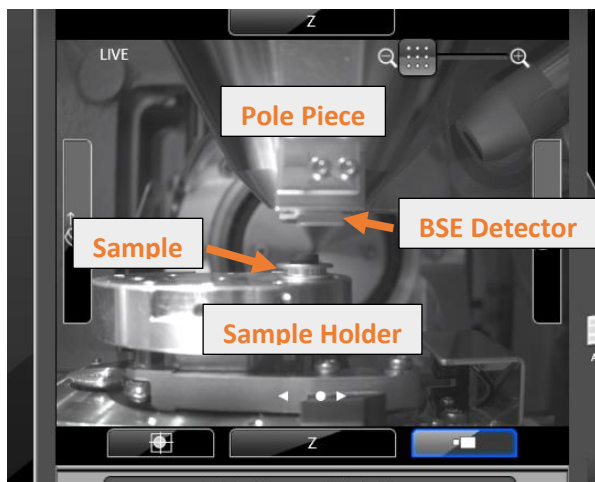 Z
LIVE
Pole Piece
BSE Detector
Sample
Sample Holder
Z